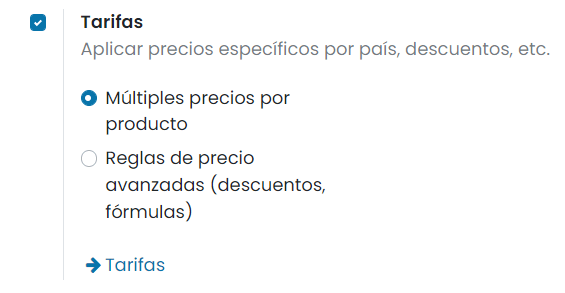 Tarifas
Aplicar precios específicos por país, descuentos, etc.
Múltiples precios por
producto
Reglas de precio
avanzadas (descuentos,
fórmulas)
Tarifas